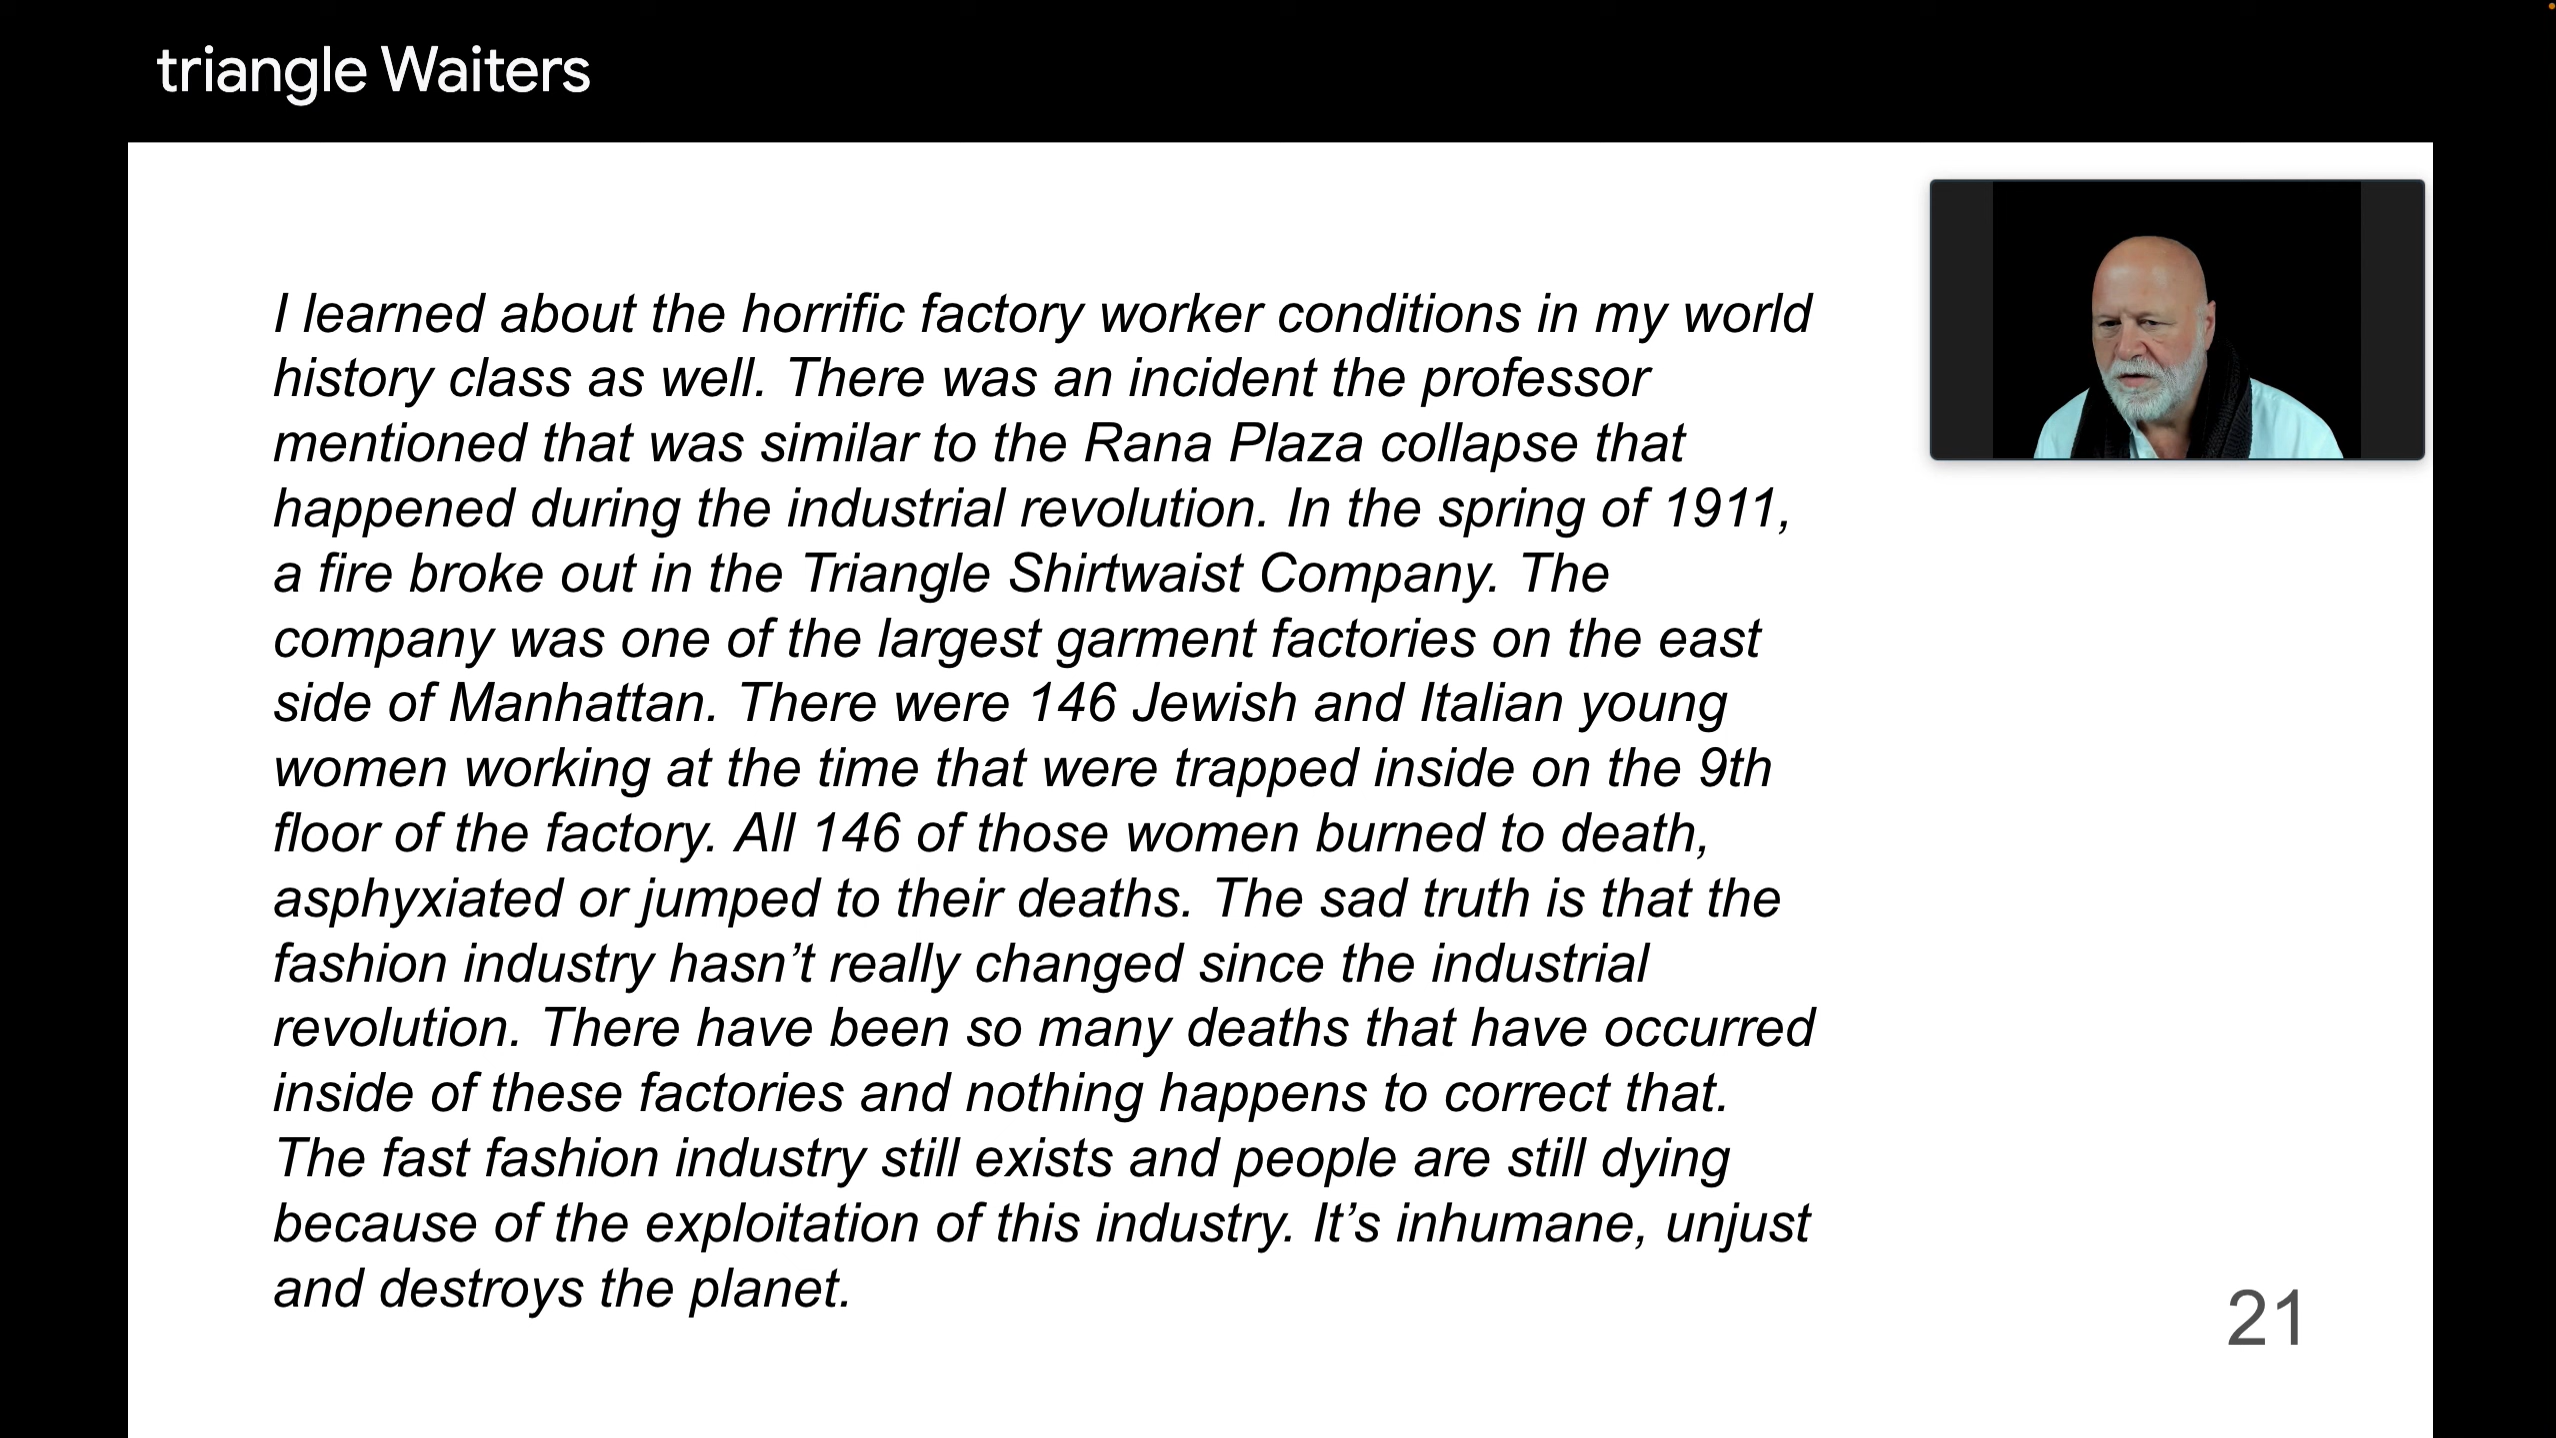 triangle Waiters
I learned about the horrific factory worker conditions in my world
history class as well. There was an incident the professor
mentioned that was similar to the Rana Plaza collapse that
happened during the industrial revolution. In the spring of 1911,
a fire broke out in the Triangle Shirtwaist Company. The
company was one of the largest garment factories on the east
side of Manhattan. There were 146 Jewish and Italian young
women working at the time that were trapped inside on the 9th
floor of the factory. All 146 of those women burned to death,
asphyxiated or jumped to their deaths. The sad truth is that the
fashion industry hasn’t really changed since the industrial
revolution. There have been so many deaths that have occurred
inside of these factories and nothing happens to correct that.
The fast fashion industry still exists and people are still dying
because of the exploitation of this industry. It’s inhumane, unjust
and destroys the planet.
21